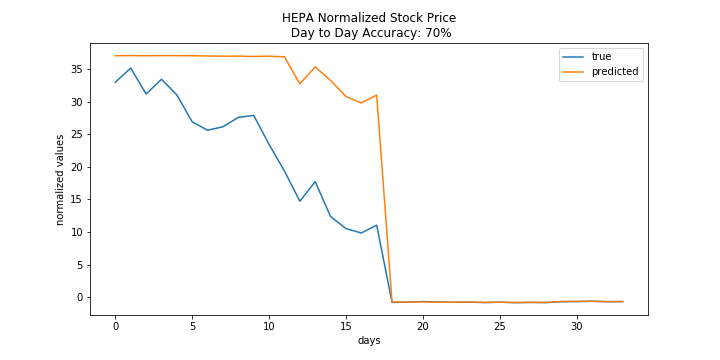 HEPA Normalized Stock Price
Day to Day Accuracy: 70%
true
predicted
normalized values
35
30
25
20
15
10
5
0
0
5
10
15
20
25
30
days